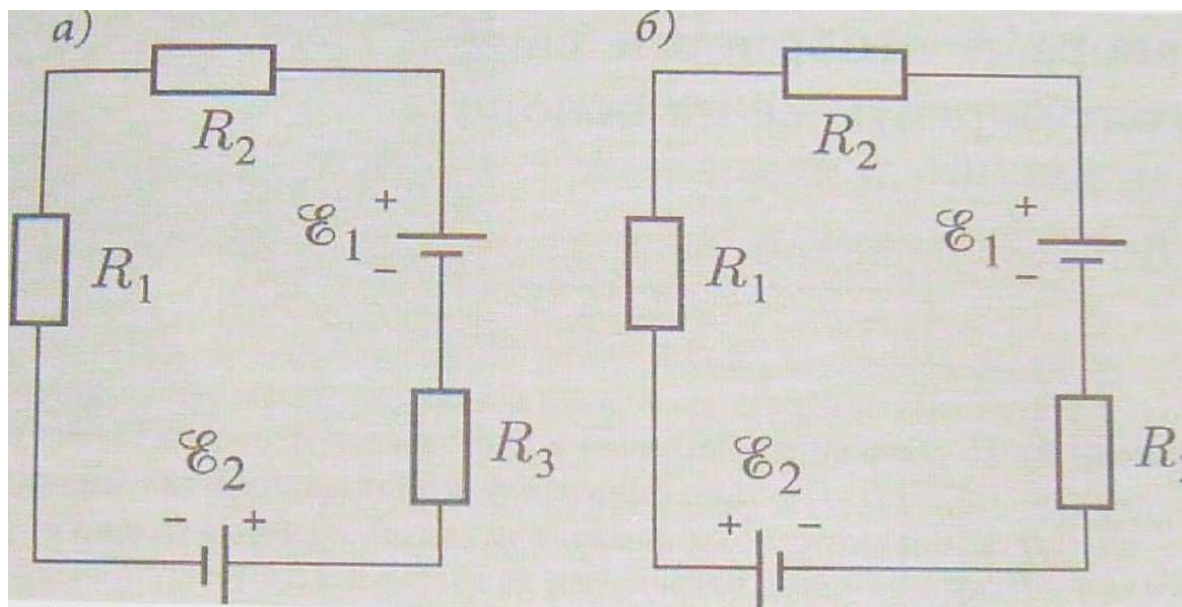 а) б)
R₂ R₂
+ +
ℰ₁ ℰ₁
− −
R₁ R₁
R₃
ℰ₂ ℰ₂
− + + −